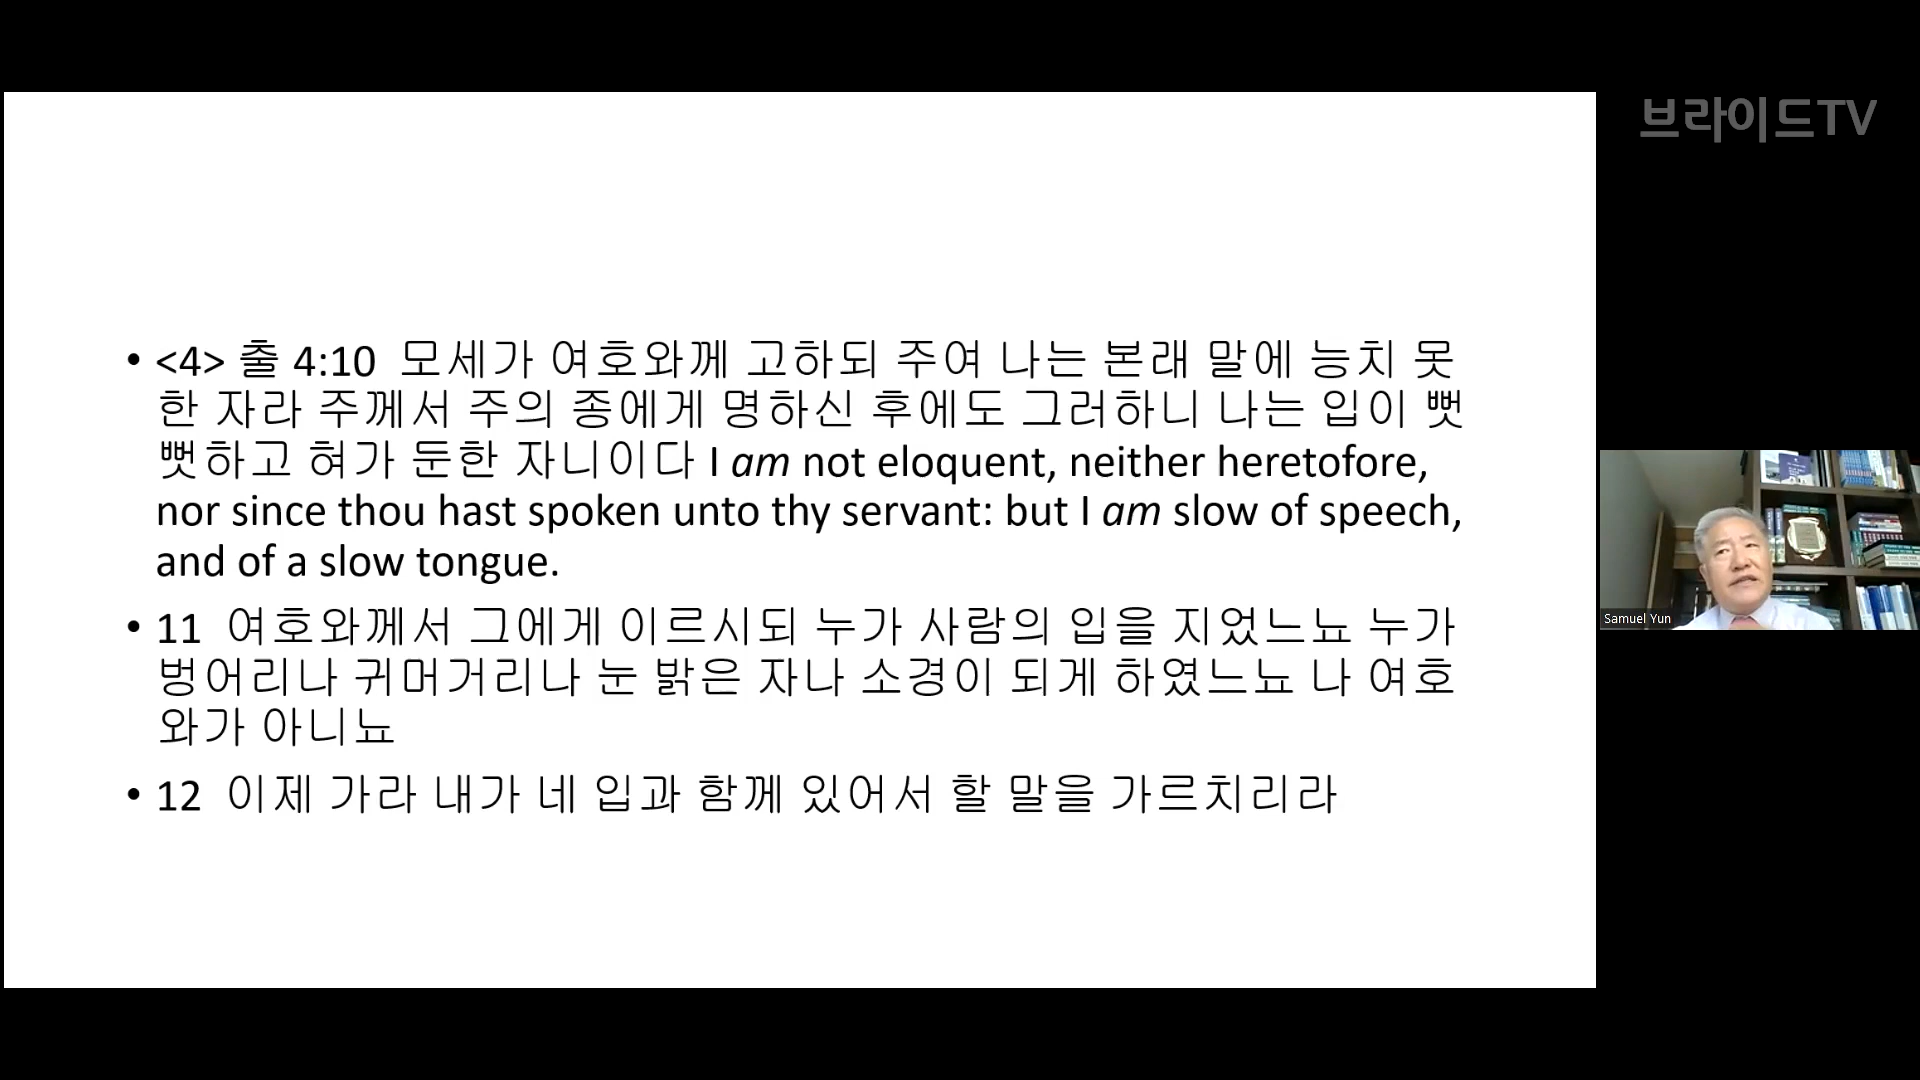 브라이드TV
• <4> 출 4:10 모세가 여호와께 고하되 주여 나는 본래 말에 능치 못
한 자라 주께서 주의 종에게 명하신 후에도 그러하니 나는 입이 뻣
뻣하고 혀가 둔한 자니이다 I am not eloquent, neither heretofore,
nor since thou hast spoken unto thy servant: but I am slow of speech,
and of a slow tongue.
• 11 여호와께서 그에게 이르시되 누가 사람의 입을 지었느뇨 누가
벙어리나 귀머거리나 눈 밝은 자나 소경이 되게 하였느뇨 나 여호
와가 아니뇨
• 12 이제 가라 내가 네 입과 함께 있어서 할 말을 가르치리라
Samuel Yun